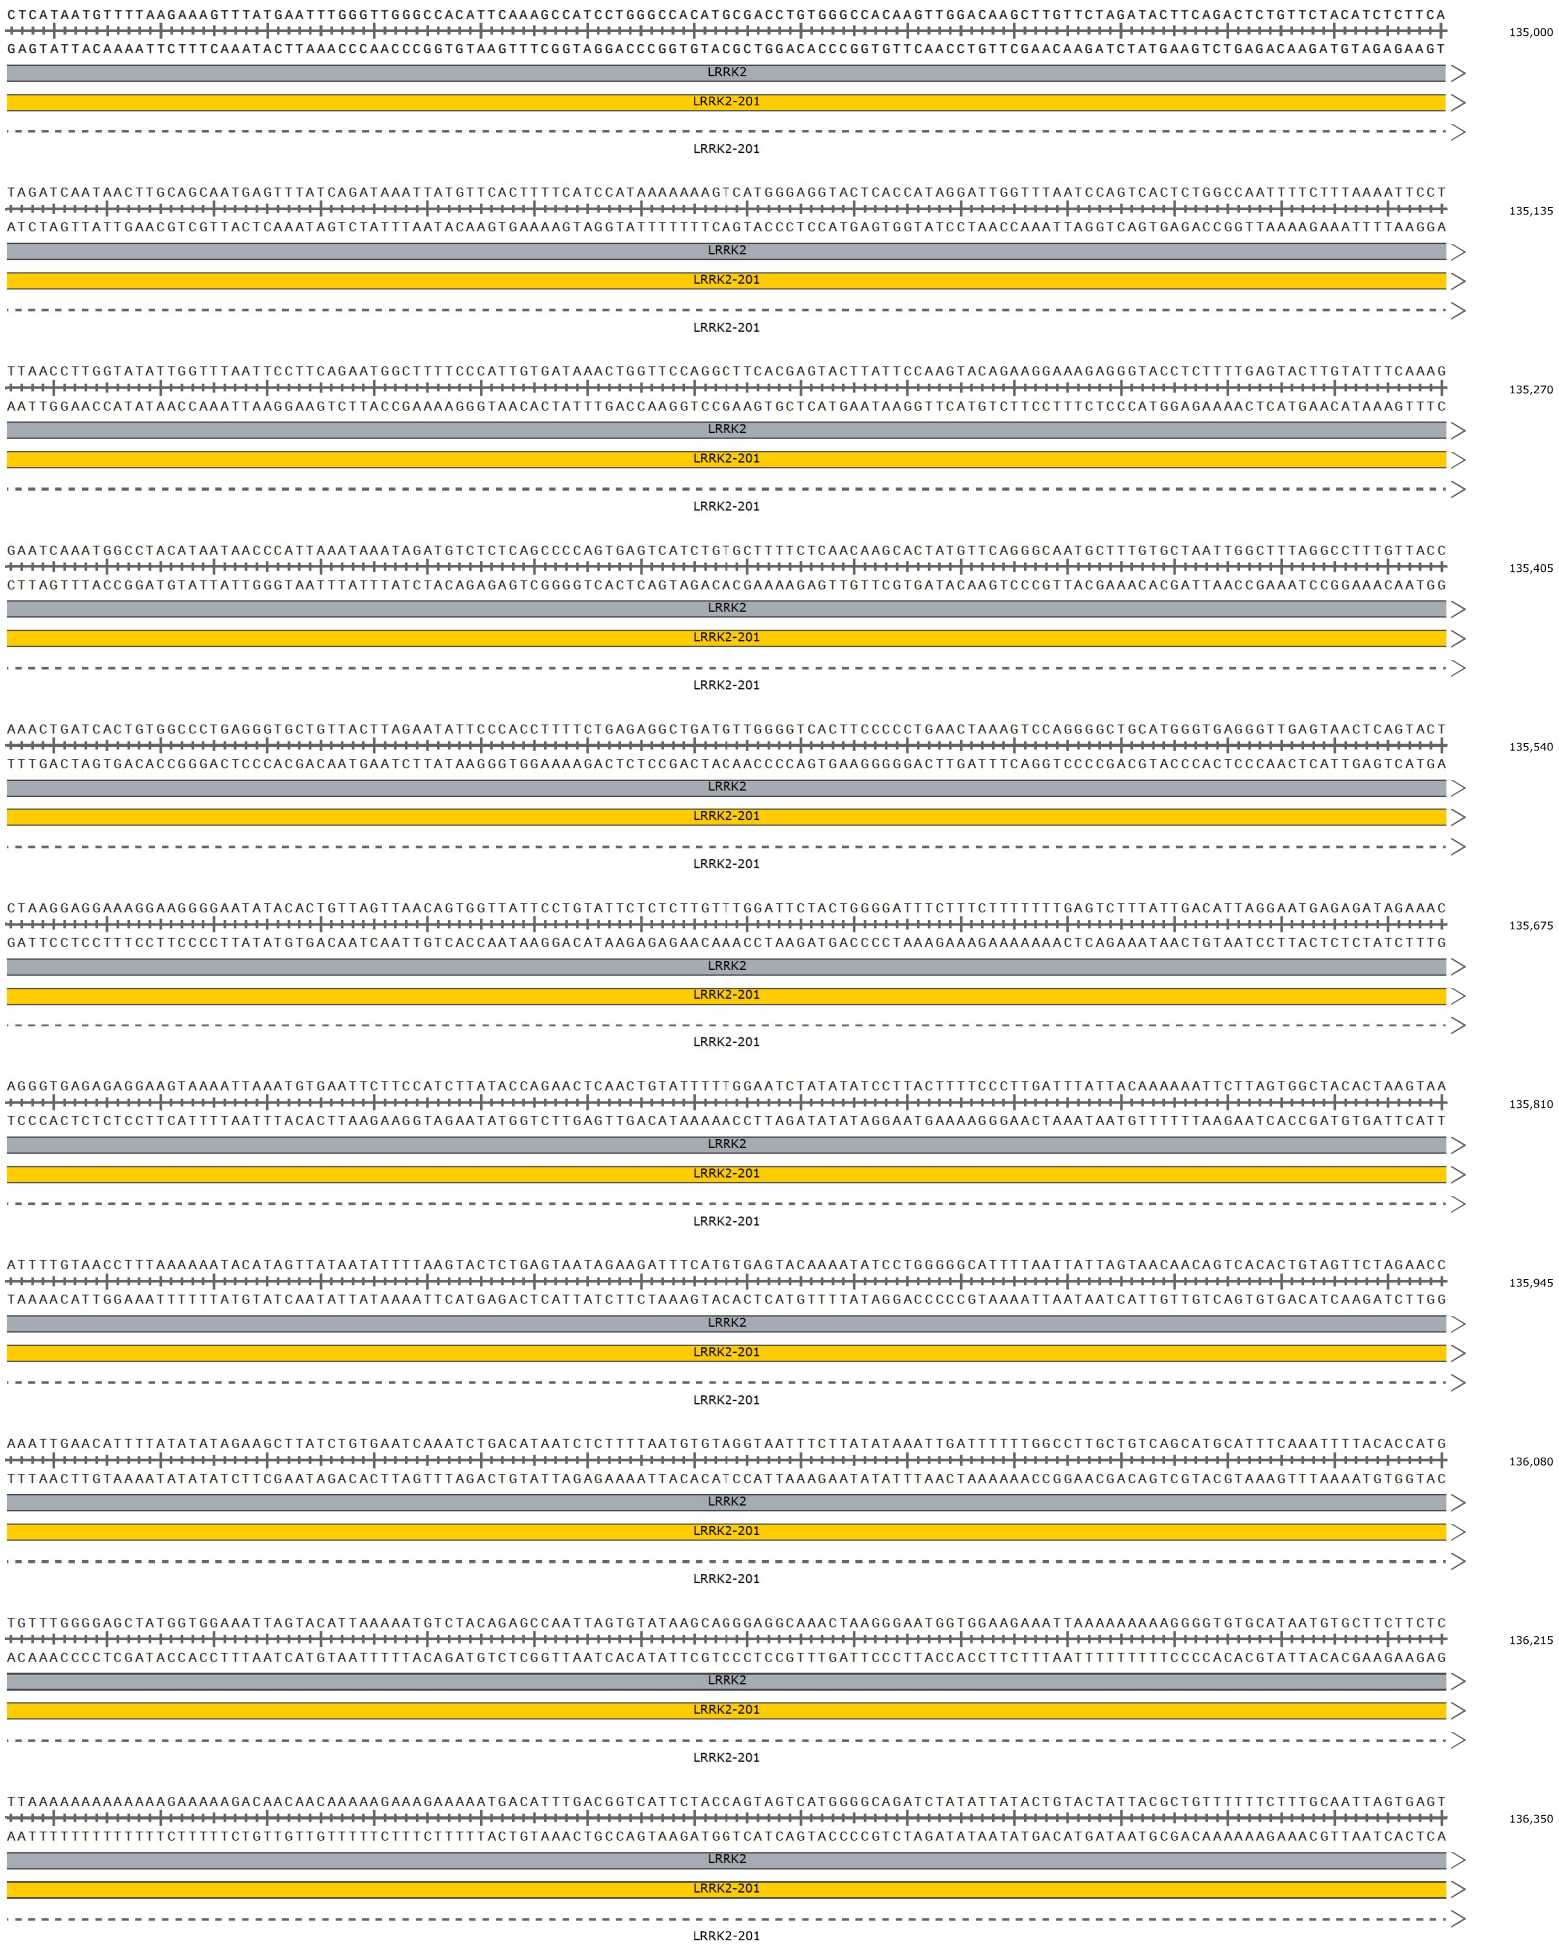 CTCATAATGTTTTAAGAAAGTTTATGAATTTGGGTTGGGCCACATTCAAAGCCATCCTGGGCCACATGCGACCTGTGGGCCACAAGTTGGACAAGCTTGTTCTAGATACTTCAGACTCTGTTCTACATCTCTTCA
135,000
GAGTATTACAAAATTCTTTCAAATACTTAAACCCAACCCGGTGTAAGTTTCGGTAGGACCCGGTGTACGCTGGACACCCGGTGTTCAACCTGTTCGAACAAGATCTATGAAGTCTGAGACAAGATGTAGAGAAGT
LRRK2
LRRK2-201
LRRK2-201
TAGATCAATAACTTGCAGCAATGAGTTTATCAGATAAATTATGTTCACTTTTCATCCATAAAAAAAGTCATGGGAGGTACTCACCATAGGATTGGTTTAATCCAGTCACTCTGGCCAATTTTCTTTAAAATTCCT
135,135
ATCTAGTTATTGAACGTCGTTACTCAAATAGTCTATTTAATACAAGTGAAAAGTAGGTATTTTTTTCAGTACCCTCCATGAGTGGTATCCTAACCAAATTAGGTCAGTGAGACCGGTTAAAAGAAATTTTAAGGA
LRRK2
LRRK2-201
LRRK2-201
TTAACCTTGGTATATTGGTTTAATTCCTTCAGAATGGCTTTTCCCATTGTGATAAACTGGTTCCAGGCTTCACGAGTACTTATTCCAAGTACAGAAGGAAAGAGGGTACCTCTTTTGAGTACTTGTATTTCAAAG
135,270
AATTGGAACCATATAACCAAATTAAGGAAGTCTTACCGAAAAGGGTAACACTATTTGACCAAGGTCCGAAGTGCTCATGAATAAGGTTCATGTCTTCCTTTCTCCCATGGAGAAAACTCATGAACATAAAGTTTC
LRRK2
LRRK2-201
LRRK2-201
GAATCAAATGGCCTACATAATAACCCATTAAATAAATAGATGTCTCTCAGCCCCAGTGAGTCATCTGTGCTTTTCTCAACAAGCACTATGTTCAGGGCAATGCTTTGTGCTAATTGGCTTTAGGCCTTTGTTACC
135,405
CTTAGTTTACCGGATGTATTATTGGGTAATTTATTTATCTACAGAGAGTCGGGGTCACTCAGTAGACACGAAAAGAGTTGTTCGTGATACAAGTCCCGTTACGAAACACGATTAACCGAAATCCGGAAACAATGG
LRRK2
LRRK2-201
LRRK2-201
AAACTGATCACTGTGGCCCTGAGGGTGCTGTTACTTAGAATATTCCCACCTTTTCTGAGAGGCTGATGTTGGGGTCACTTCCCCCTGAACTAAAGTCCAGGGGCTGCATGGGTGAGGGTTGAGTAACTCAGTACT
135,540
TTTGACTAGTGACACCGGGACTCCCACGACAATGAATCTTATAAGGGTGGAAAAGACTCTCCGACTACAACCCCAGTGAAGGGGGACTTGATTTCAGGTCCCCGACGTACCCACTCCCAACTCATTGAGTCATGA
LRRK2
LRRK2-201
LRRK2-201
CTAAGGAGGAAAGGAAGGGGAATATACACTGTTAGTTAACAGTGGTTATTCCTGTATTCTCTCTTGTTTGGATTCTACTGGGGATTTCTTTCTTTTTTTGAGTCTTTATTGACATTAGGAATGAGAGATAGAAAC
135,675
GATTCCTCCTTTCCTTCCCCTTATATGTGACAATCAATTGTCACCAATAAGGACATAAGAGAGAACAAACCTAAGATGACCCCTAAAGAAAGAAAAAAACTCAGAAATAACTGTAATCCTTACTCTCTATCTTTG
LRRK2
LRRK2-201
LRRK2-201
AGGGTGAGAGAGGAAGTAAAATTAAATGTGAATTCTTCCATCTTATACCAGAACTCAACTGTATTTTTTGGAATCTATATATCCTTACTTTTCCCTTGATTTATTACAAAAAATTCTTAGTGGCTACACTAAGTAA
135,810
TCCCACTCTCTCCTTCATTTTAATTTACACTTAAGAAGGTAGAATATGGTCTTGAGTTGACATAAAAAACCTTAGATATATAGGAATGAAAAGGGAACTAAATAATGTTTTTTAAGAATCACCGATGTGATTCATT
LRRK2
LRRK2-201
LRRK2-201
ATTTTGTAACCTTTAAAAAATACATAGTTATAATATTTTAAGTACTCTGAGTAATAGAAGATTTCATGTGAGTACAAAATATCCTGGGGGCATTTTAATTATTAGTAACAACAGTCACACTGTAGTTCTAGAACC
135,945
TAAAACATTGGAAATTTTTTATGTATCAATATTATAAAATTCATGAGACTCATTATCTTCTAAAGTACACTCATGTTTTATAGGACCCCCGTAAAATTAATAATCATTGTTGTCAGTGTGACATCAAGATCTTGG
LRRK2
LRRK2-201
LRRK2-201
AAATTGAACATTTTATATATAGAAGCTTATCTGTGAATCAAATCTGACATAATCTCTTTTAATGTGTAGGTAATTTCTTATATAAATTGATTTTTTGGCCTTGCTGTCAGCATGCATTTCAAATTTTACACCATG
136,080
TTTAACTTGTAAAATATATATCTTCGAATAGACACTTAGTTTAGACTGTATTAGAGAAAATTACACATCCATTAAAGAATATATTTAACTAAAAAACCGGAACGACAGTCGTACGTAAAGTTTAAAATGTGGTAC
LRRK2
LRRK2-201
LRRK2-201
TGTTTGGGGAGCTATGGTGGAAATTAGTACATTAAAAATGTCTACAGAGCCAATTAGTGTATAAGCAGGGAGGCAAACTAAGGGAATGGTGGAAGAAATTAAAAAAAAAGGGGTGTGCATAATGTGCTTCTTCTC
136,215
ACAAACCCCTCGATACCACCTTTAATCATGTAATTTTTACAGATGTCTCGGTTAATCACATATTCGTCCCTCCGTTTGATTCCCTTACCACCTTCTTTAATTTTTTTTTCCCCACACGTATTACACGAAGAAGAG
LRRK2
LRRK2-201
LRRK2-201
TTAAAAAAAAAAAAAGAAAAAGACAACAACAAAAAGAAAGAAAAATGACATTTGACGGTCATTCTACCAGTAGTCATGGGGCAGATCTATATTATACTGTACTATTACGCTGTTTTTTCTTTGCAATTAGTGAGT
136,350
AATTTTTTTTTTTTTCTTTTTCTGTTGTTGTTTTTCTTTCTTTTTACTGTAAACTGCCAGTAAGATGGTCATCAGTACCCCGTCTAGATATAATATGACATGATAATGCGACAAAAAAGAAACGTTAATCACTCA
LRRK2
LRRK2-201
LRRK2-201